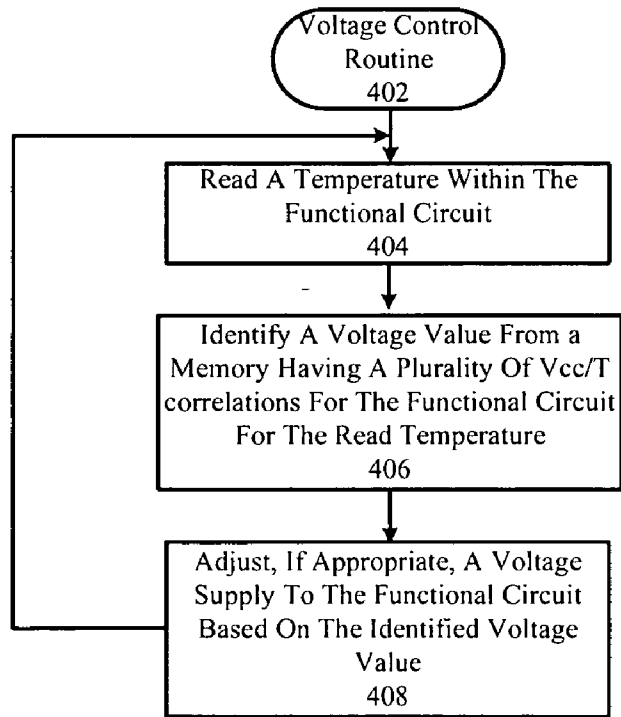 Voltage Control
Routine
402
Read A Temperature Within The
Functional Circuit
404
Identify A Voltage Value From a
Memory Having A Plurality Of Vcc/T
correlations For The Functional Circuit
For The Read Temperature
406
Adjust, If Appropriate, A Voltage
Supply To The Functional Circuit
Based On The Identified Voltage
Value
408